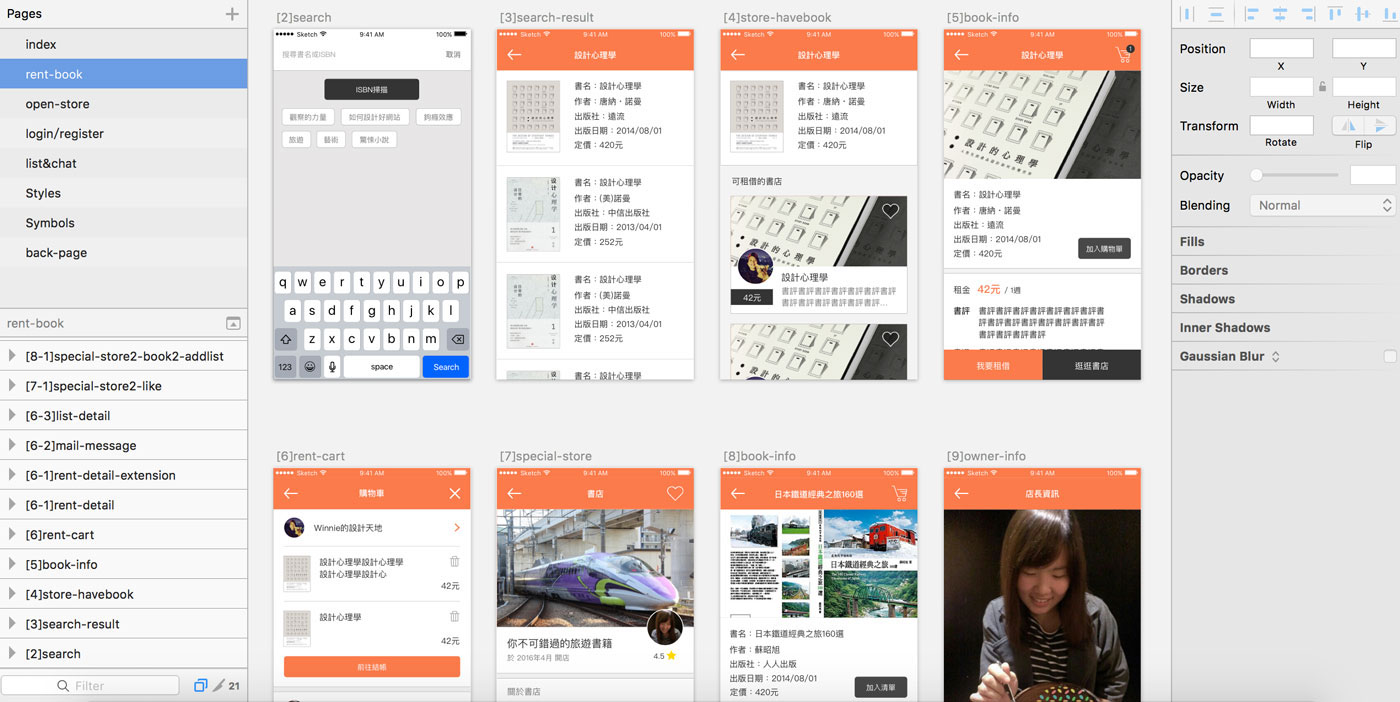 Pages
index
rent-book
open-store
login/register
list&chat
Styles
Symbols
back-page
rent-book
[8-1]special-store2-book2-addlist
[7-1]special-store2-like
[6-3]list-detail
[6-2]mail-message
[6-1]rent-detail-extension
[6-1]rent-detail
[6]rent-cart
[5]book-info
[4]store-havebook
[3]search-result
[2]search
Filter
21
[2]search
Sketch 9:41 AM 100%
搜尋書名或ISBN 取消
ISBN掃描
觀察的力量 如何設計好網站 鉤癮效應
旅遊 藝術 驚悚小說
q w e r t y u i o p
a s d f g h j k l
z x c v b n m
123 space Search
[3]search-result
Sketch 9:41 AM 100%
設計心理學
書名：設計心理學
作者：唐納・諾曼
出版社：遠流
出版日期：2014/08/01
定價：420元
書名：設計心理學
作者：(美)諾曼
出版社：中信出版社
出版日期：2013/04/01
定價：252元
書名：設計心理學
作者：(美)諾曼
出版社：中信出版社
出版日期：2013/04/01
定價：252元
書名：設計心理學
[4]store-havebook
Sketch 9:41 AM 100%
設計心理學
書名：設計心理學
作者：唐納・諾曼
出版社：遠流
出版日期：2014/08/01
定價：420元
可租借的書店
設計的心理學
設計心理學
42元
書評書評書評書評書評書評書評
書評書評書評書評書評書評...
設計的心理學
[5]book-info
Sketch 9:41 AM 100%
設計心理學
1
設計的心理學
書名：設計心理學
作者：唐納・諾曼
出版社：遠流
出版日期：2014/08/01
定價：420元
加入購物單
租金 42元 / 1週
書評 書評書評書評書評書評書評書評
書評書評書評書評書評書評書評
書評書評書評書評
我要租借 逛逛書店
[6]rent-cart
Sketch 9:41 AM 100%
購物車
Winnie的設計天地
設計心理學設計心理學
設計心理學設計心
42元
設計心理學
42元
前往結帳
[7]special-store
Sketch 9:41 AM 100%
書店
你不可錯過的旅遊書籍
於 2016年4月 開店
4.5
關於書店
[8]book-info
Sketch 9:41 AM 100%
日本鐵道經典之旅160選
日本鐵道經典之旅
書名：日本鐵道經典之旅160選
作者：蘇昭旭
出版社：人人出版
出版日期：2014/08/01
定價：420元
加入清單
[9]owner-info
Sketch 9:41 AM 100%
店長資訊
Position
X Y
Size
Width Height
Transform
Rotate Flip
Opacity
Blending Normal
Fills
Borders
Shadows
Inner Shadows
Gaussian Blur